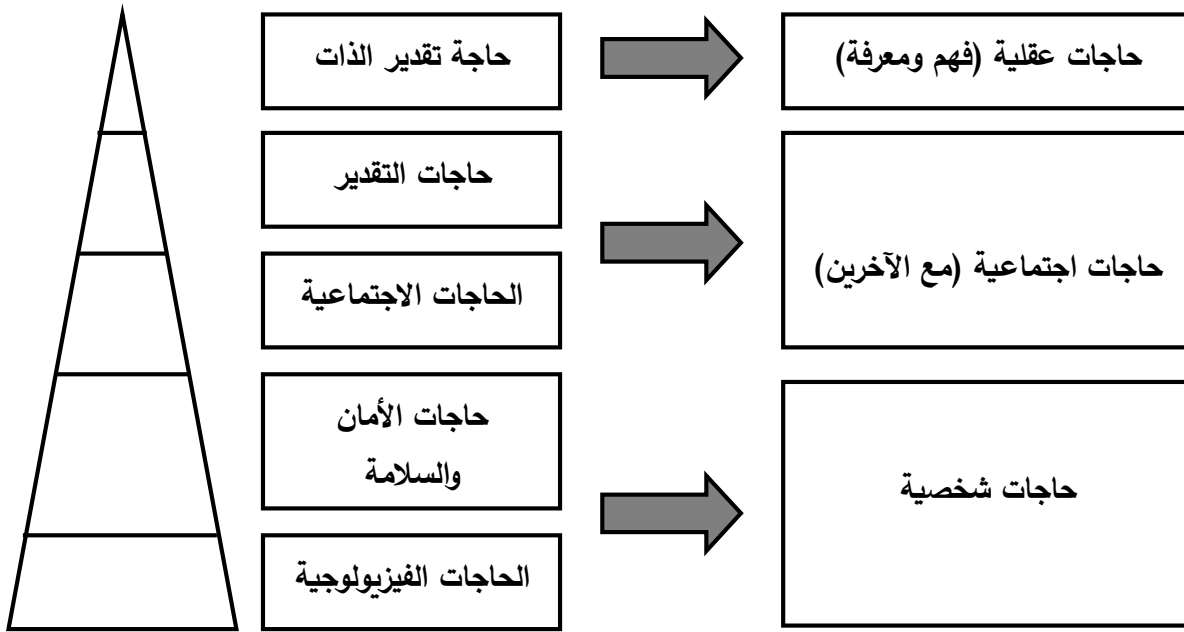 حاجات عقلية (فهم ومعرفة)
حاجة تقدير الذات
حاجات التقدير
حاجات اجتماعية (مع الآخرين)
الحاجات الاجتماعية
حاجات الأمان
والسلامة
حاجات شخصية
الحاجات الفيزيولوجية